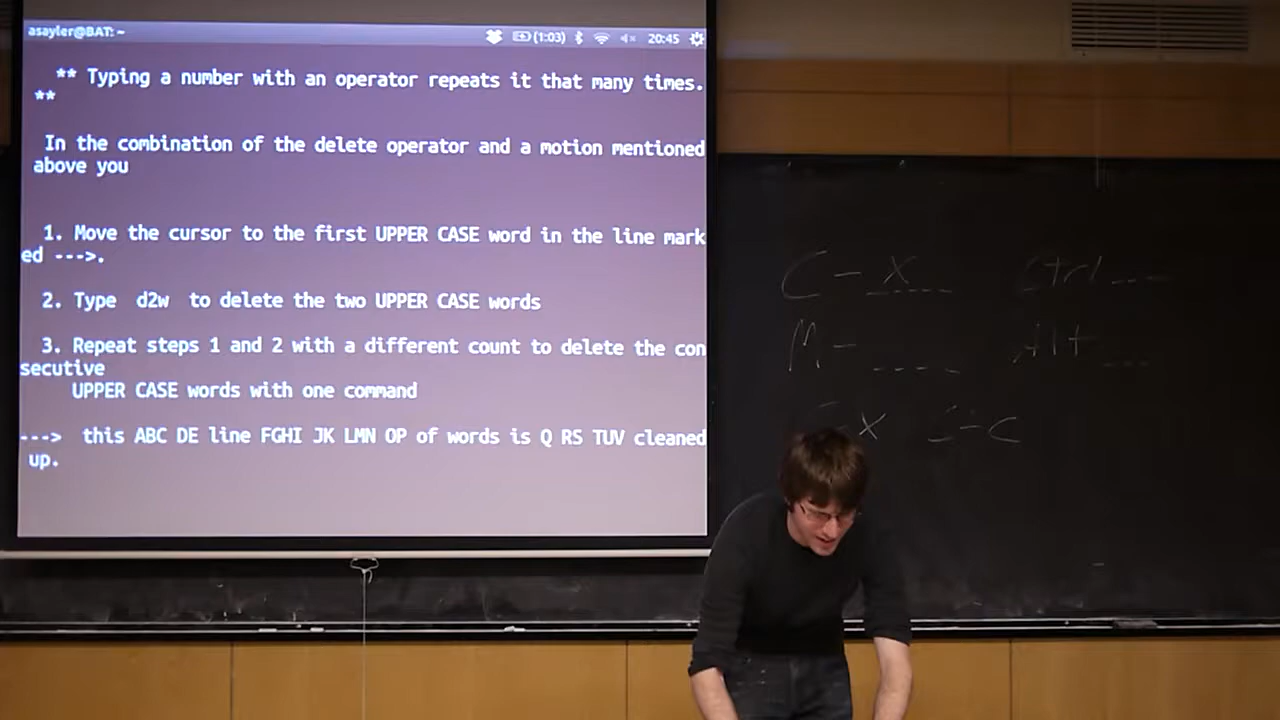 asayler@BAT: ~
(1:03)
20:45
** Typing a number with an operator repeats it that many times.
**
In the combination of the delete operator and a motion mentioned
above you
1. Move the cursor to the first UPPER CASE word in the line mark
ed --->.
2. Type d2w to delete the two UPPER CASE words
3. Repeat steps 1 and 2 with a different count to delete the con
secutive
UPPER CASE words with one command
---> this ABC DE line FGHI JK LMN OP of words is Q RS TUV cleaned
up.
C - X Ctrl ---
M - ---- Alt ---
X C-C